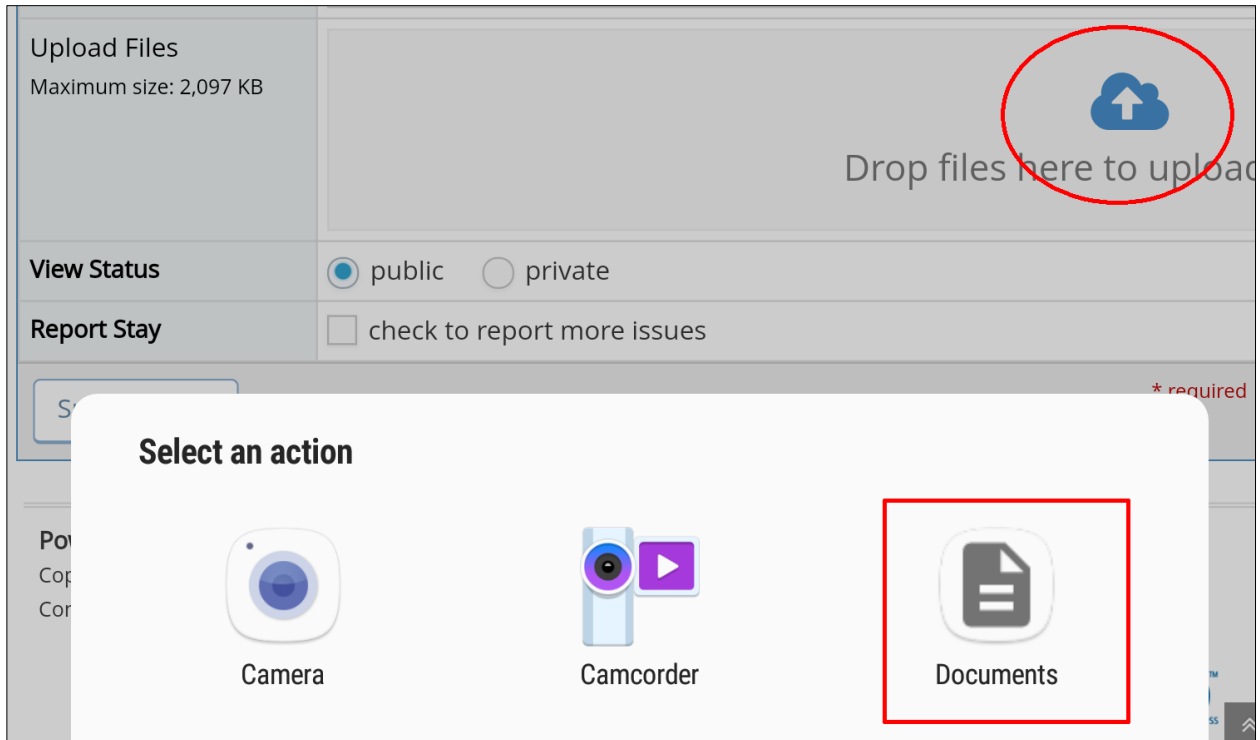 Upload Files
Maximum size: 2,097 KB
Drop files here to upload
View Status
public private
Report Stay
check to report more issues
* required
Select an action
Camera
Camcorder
Documents